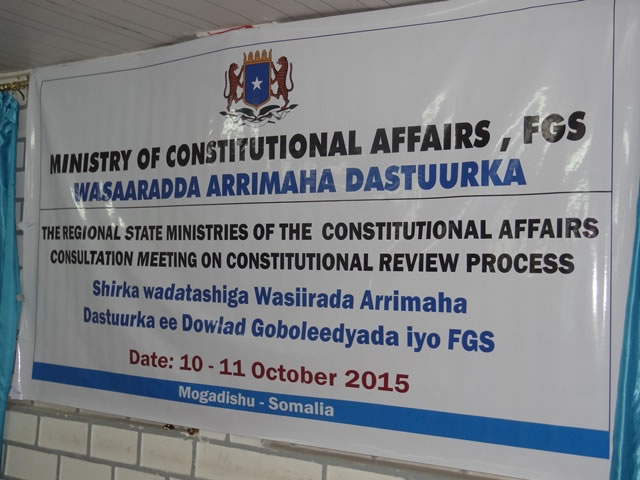 MINISTRY OF CONSTITUTIONAL AFFAIRS , FGS
WASAARADDA ARRIMAHA DASTUURKA
THE REGIONAL STATE MINISTRIES OF THE CONSTITUTIONAL AFFAIRS
CONSULTATION MEETING ON CONSTITUTIONAL REVIEW PROCESS
Shirka wadatashiga Wasiirada Arrimaha
Dastuurka ee Dowlad Goboleedyada iyo FGS
Date: 10 - 11 October 2015
Mogadishu - Somalia